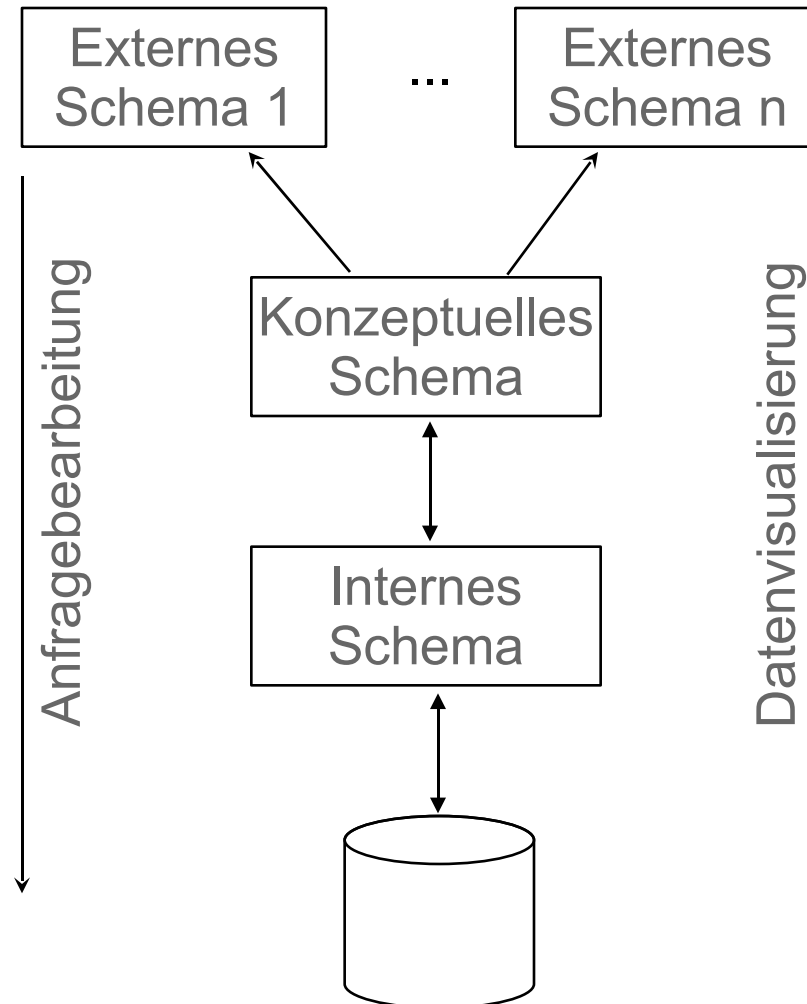 Externes
Schema 1
...
Externes
Schema n
Anfragebearbeitung
Konzeptuelles
Schema
Datenvisualisierung
Internes
Schema